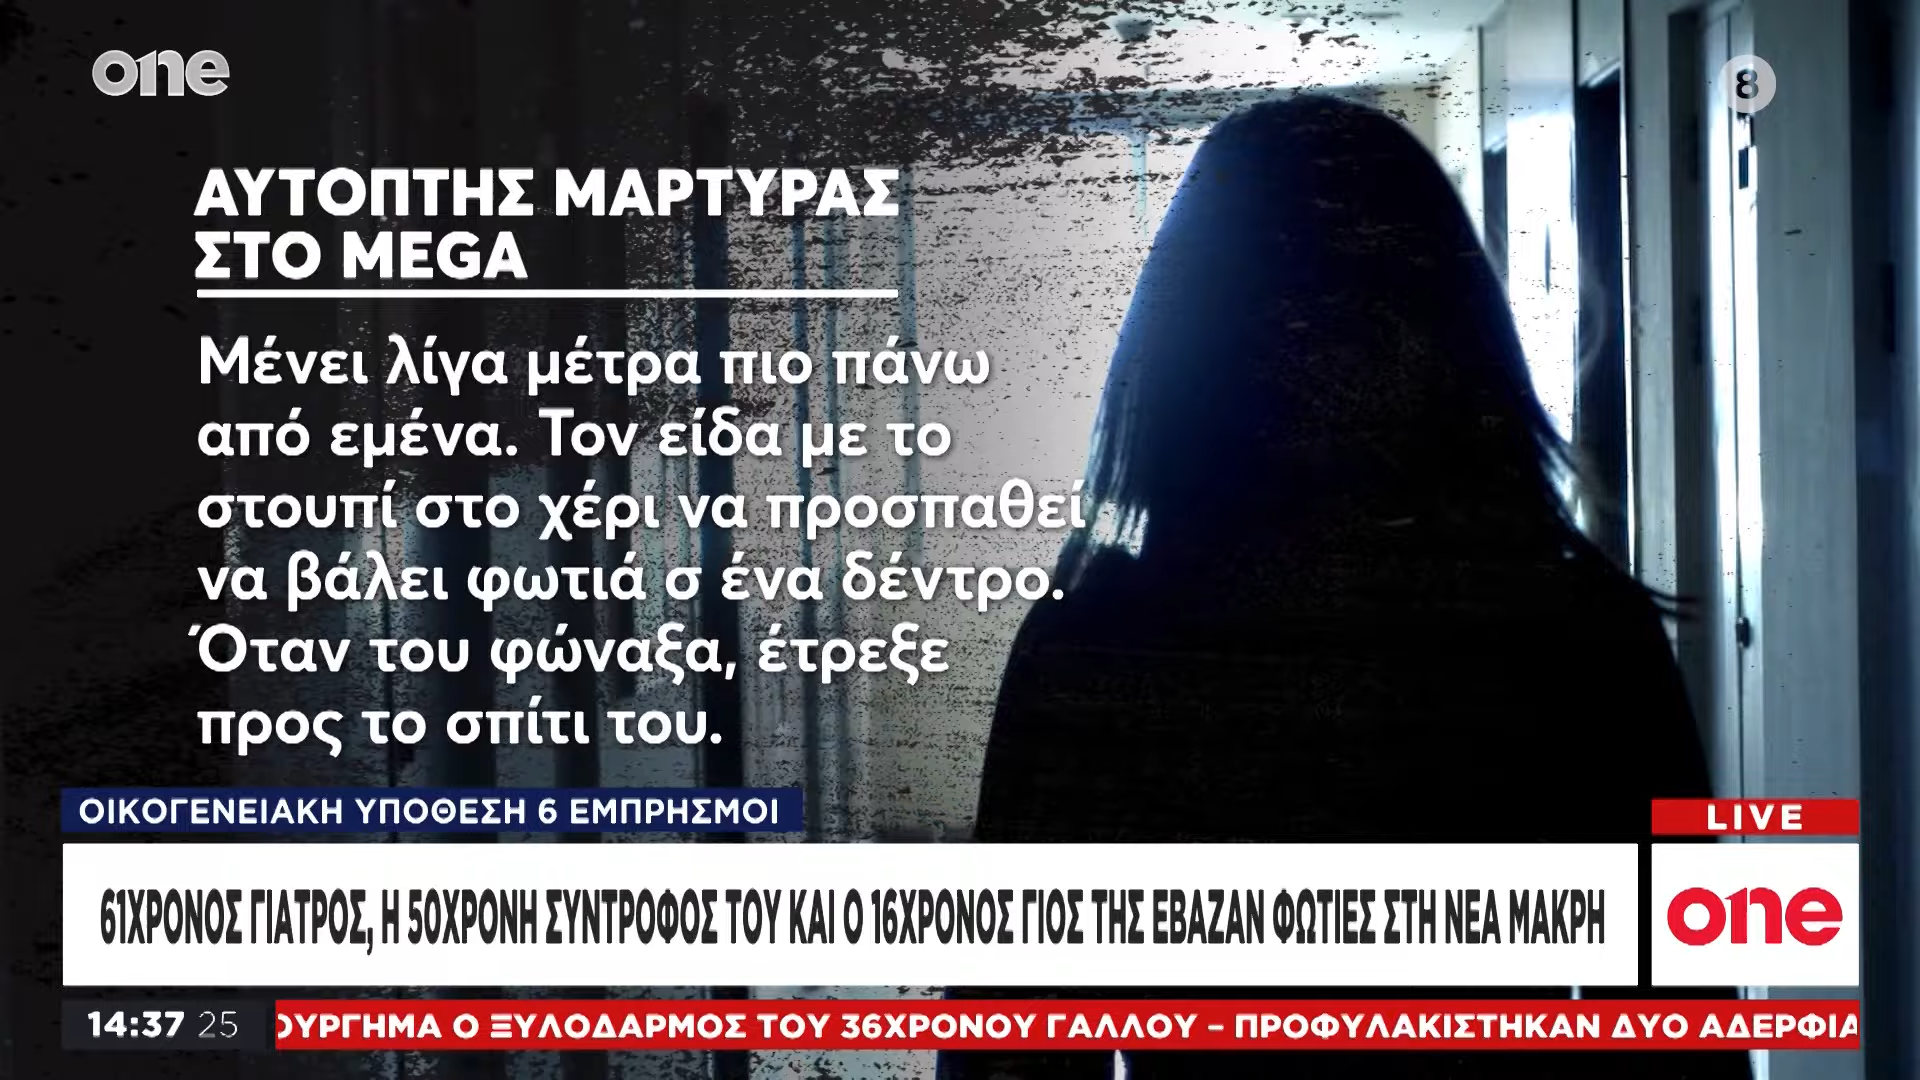 one
8
ΑΥΤΟΠΤΗΣ ΜΑΡΤΥΡΑΣ
ΣΤΟ MEGA
Μένει λίγα μέτρα πιο πάνω
από εμένα. Τον είδα με το
στουπί στο χέρι να προσπαθεί
να βάλει φωτιά σ ένα δέντρο.
Όταν του φώναξα, έτρεξε
προς το σπίτι του.
ΟΙΚΟΓΕΝΕΙΑΚΗ ΥΠΟΘΕΣΗ 6 ΕΜΠΡΗΣΜΟΙ
LIVE
61ΧΡΟΝΟΣ ΓΙΑΤΡΟΣ, Η 50ΧΡΟΝΗ ΣΥΝΤΡΟΦΟΣ ΤΟΥ ΚΑΙ Ο 16ΧΡΟΝΟΣ ΓΙΟΣ ΤΗΣ ΕΒΑΖΑΝ ΦΩΤΙΕΣ ΣΤΗ ΝΕΑ ΜΑΚΡΗ
one
14:37 25
ΟΥΡΓΗΜΑ Ο ΞΥΛΟΔΑΡΜΟΣ ΤΟΥ 36ΧΡΟΝΟΥ ΓΑΛΛΟΥ – ΠΡΟΦΥΛΑΚΙΣΤΗΚΑΝ ΔΥΟ ΑΔΕΡΦΙΑ